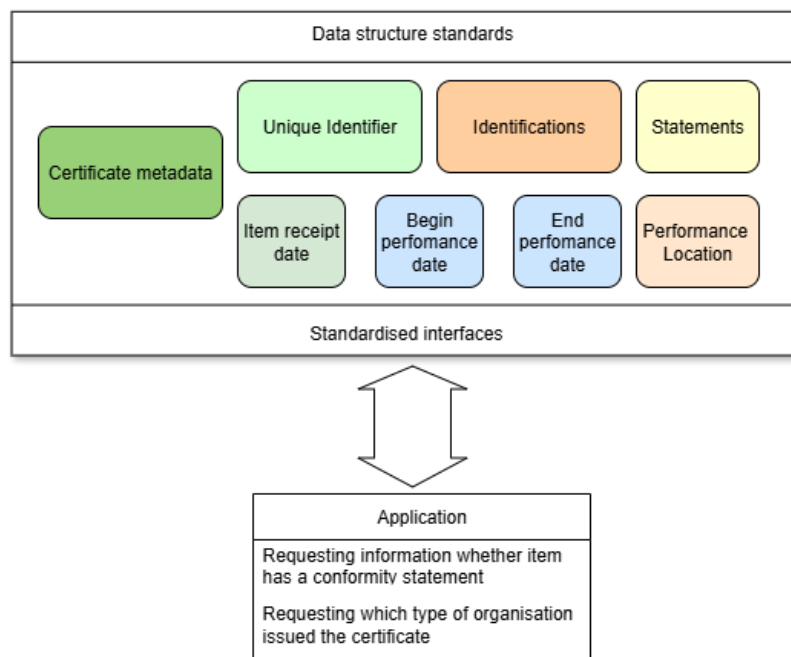 Data structure standards
Certificate metadata
Unique Identifier
Identifications
Statements
Item receipt
date
Begin
perfomance
date
End
perfomance
date
Performance
Location
Standardised interfaces
Application
Requesting information whether item
has a conformity statement
Requesting which type of organisation
issued the certificate